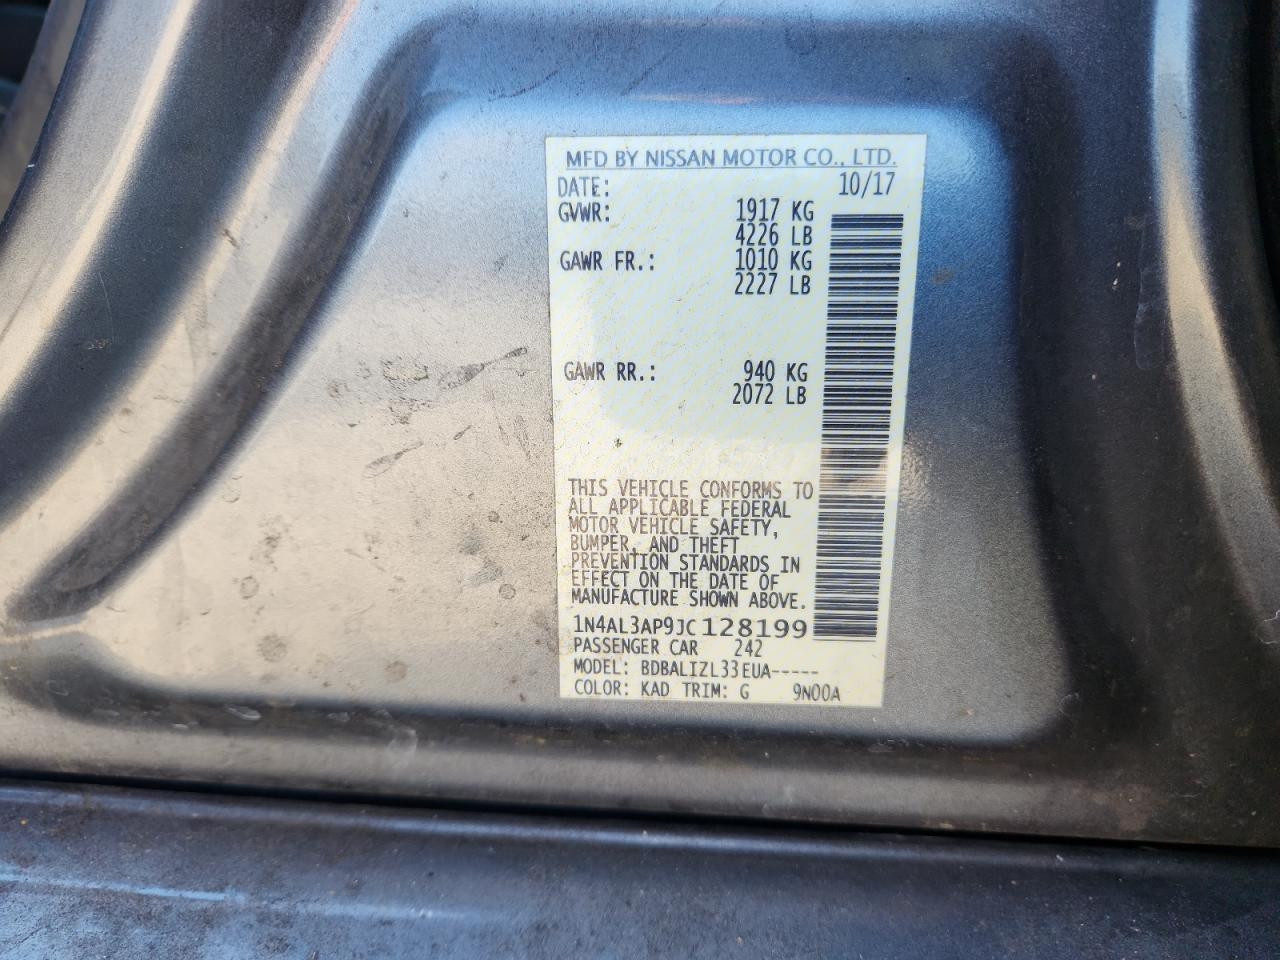 MFD BY NISSAN MOTOR CO., LTD.
DATE: 10/17
GVWR: 1917 KG
4226 LB
GAWR FR.: 1010 KG
2227 LB
GAWR RR.: 940 KG
2072 LB
THIS VEHICLE CONFORMS TO
ALL APPLICABLE FEDERAL
MOTOR VEHICLE SAFETY,
BUMPER, AND THEFT
PREVENTION STANDARDS IN
EFFECT ON THE DATE OF
MANUFACTURE SHOWN ABOVE.
1N4AL3AP9JC128199
PASSENGER CAR 242
MODEL: BDBALIZL33EUA-----
COLOR: KAD TRIM: G 9N00A